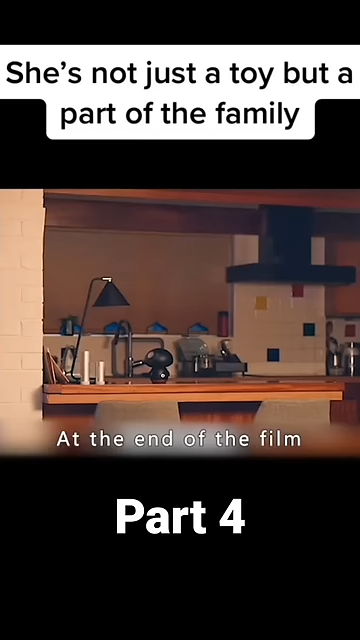 She's not just a toy but a
part of the family
At the end of the film
Part 4